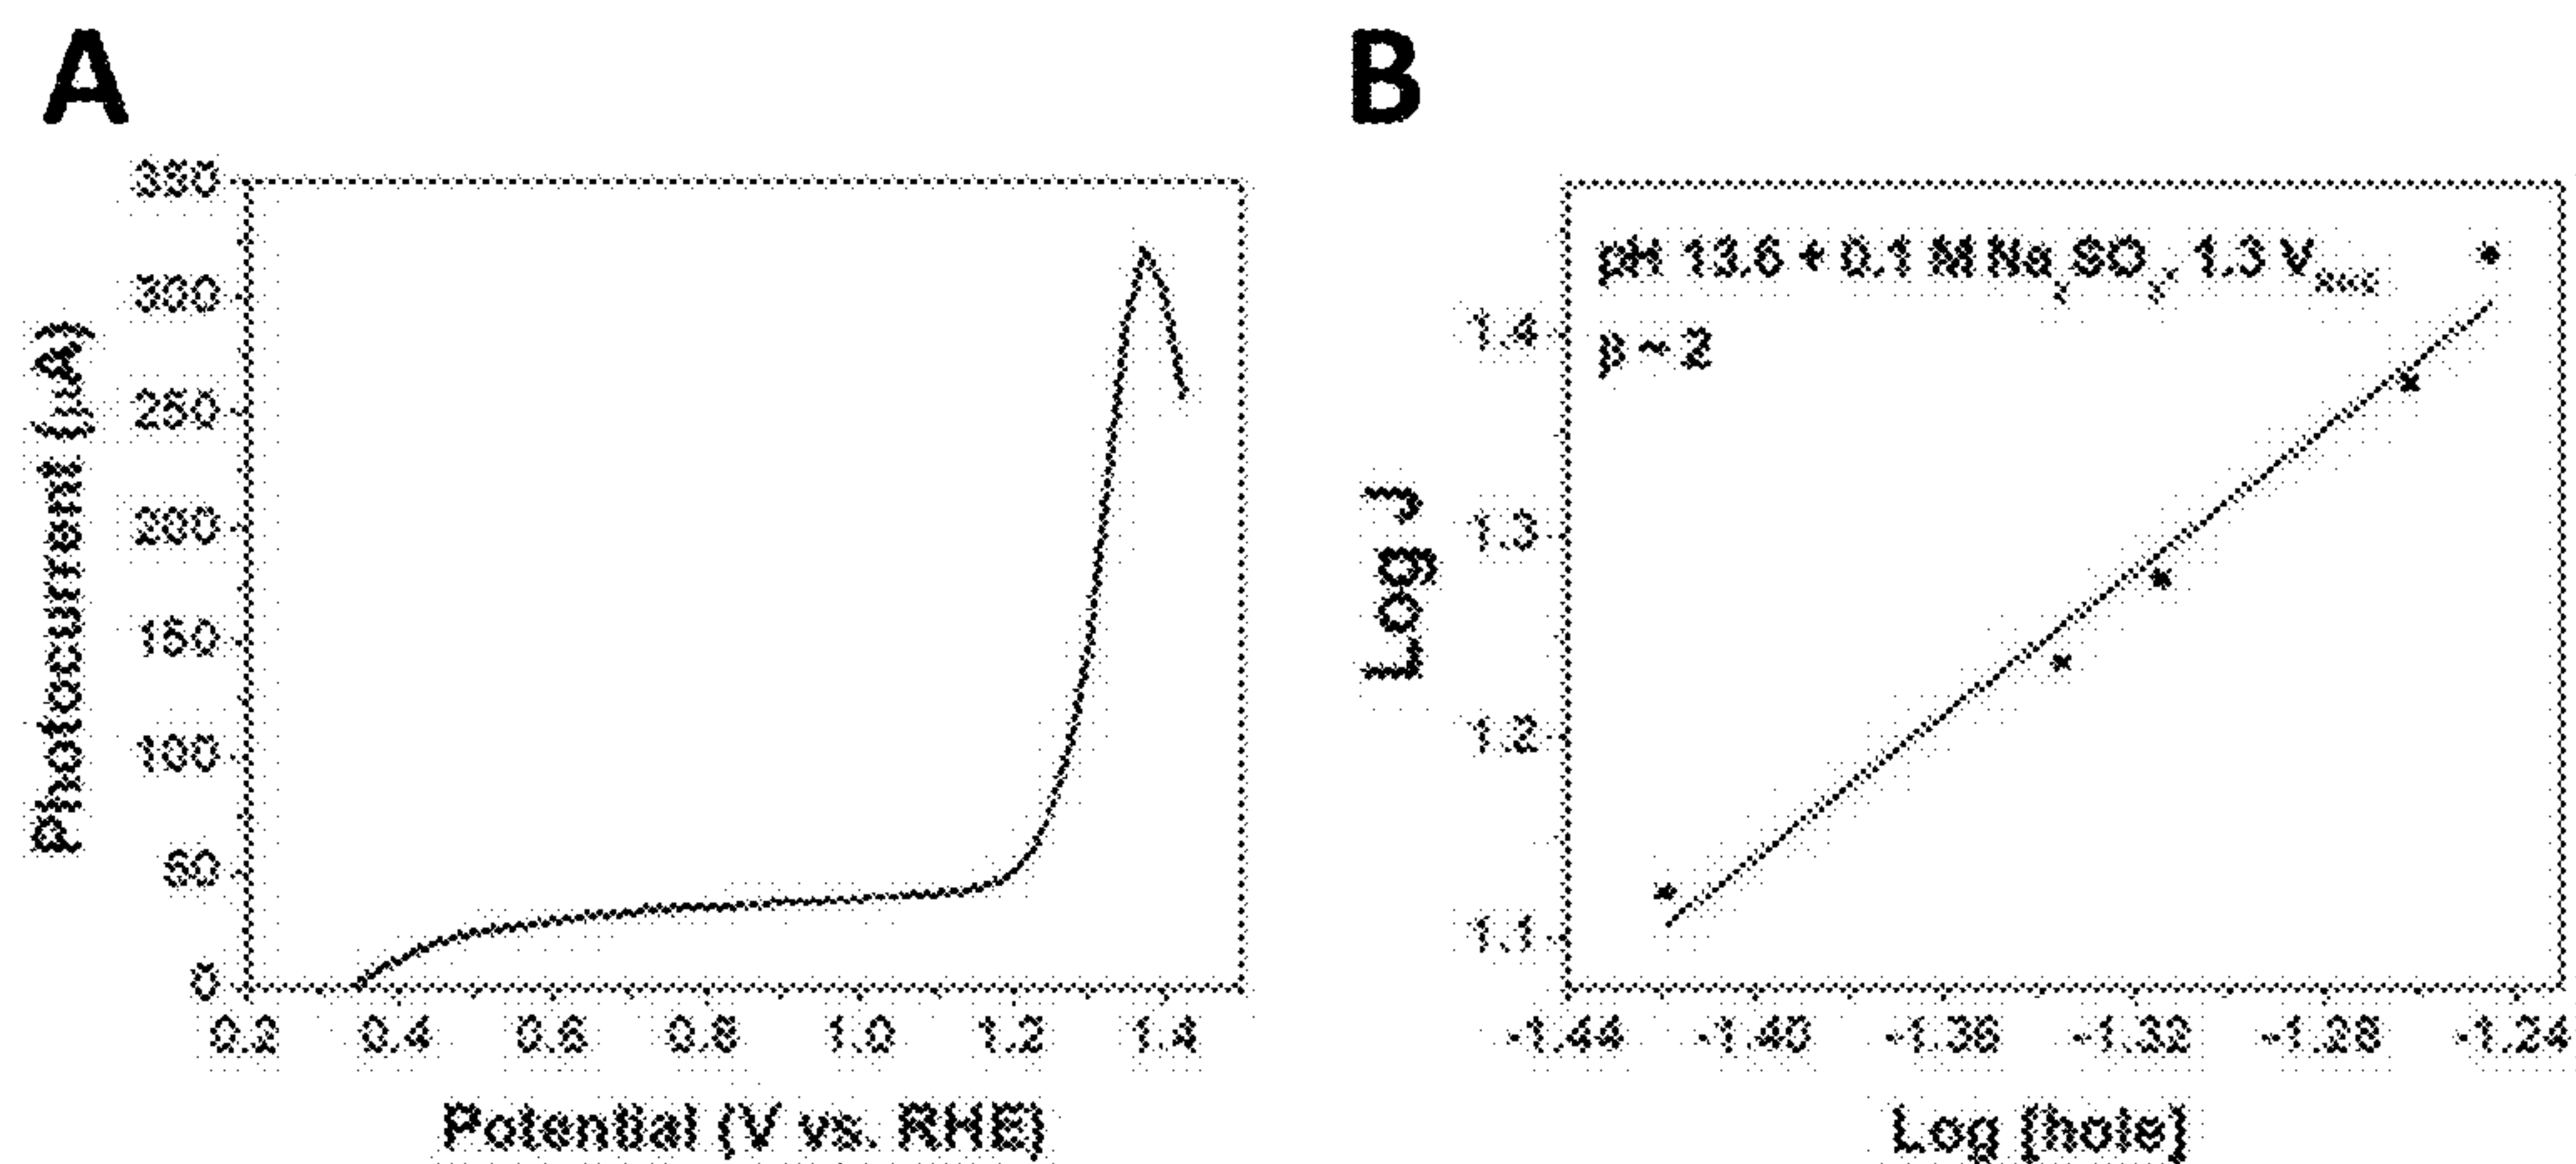 A
B
Photocurrent (μA)
350
300
250
200
150
100
50
0
0.2 0.4 0.6 0.8 1.0 1.2 1.4
Potential (V vs. RHE)
pH 13.6 + 0.1 M Na SO 1.3 V
β ~ 2
Log J
1.4
1.3
1.2
1.1
-1.44 -1.40 -1.36 -1.32 -1.28 -1.24
Log [hole]